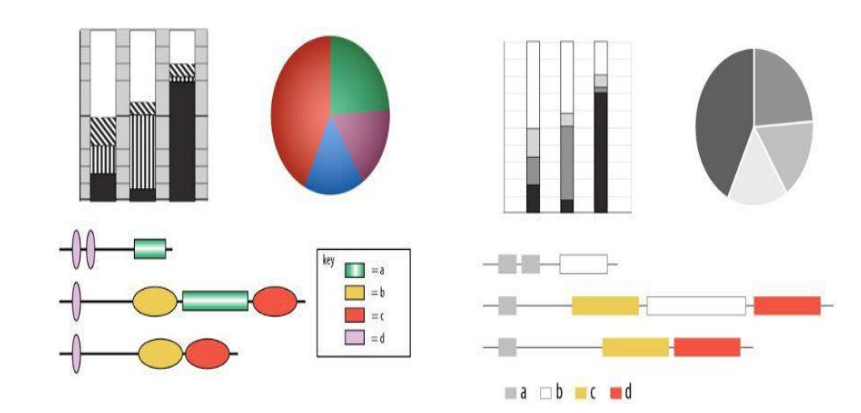 key
= a
= b
= c
= d
a b c d